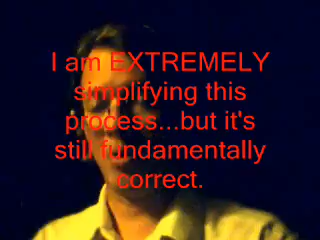 I am EXTREMELY
simplifying this
process...but it's
still fundamentally
correct.